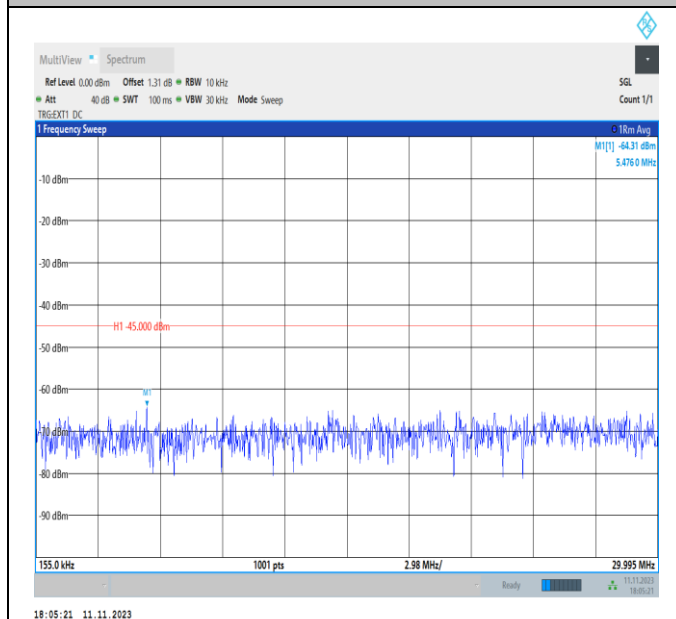 MultiView Spectrum
Ref Level 0.00 dBm Offset 1.31 dB RBW 10 kHz SGL
Att 40 dB SWT 100 ms VBW 30 kHz Mode Sweep Count 1/1
TRG:EXT1 DC
1 Frequency Sweep 1Rm Avg
M1[1] -64.31 dBm
5.476 0 MHz
-10 dBm
-20 dBm
-30 dBm
-40 dBm
H1 -45.000 dBm
-50 dBm
-60 dBm
M1
-70 dBm
-80 dBm
-90 dBm
155.0 kHz 1001 pts 2.98 MHz/ 29.995 MHz
Ready 11.11.2023
18:05:21
18:05:21 11.11.2023